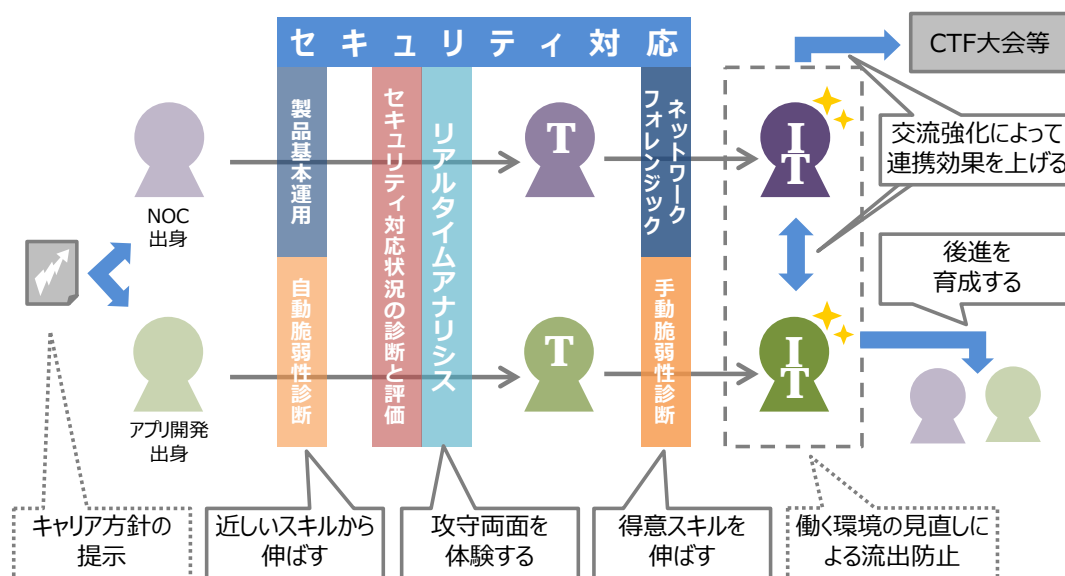 セキュリティ対応
CTF大会等
製品基本運用
自動脆弱性診断
セキュリティ対応状況の診断と評価
リアルタイムアナリシス
ネットワーク
フォレンジック
手動脆弱性診断
NOC
出身
アプリ開発
出身
T
T
I
T
I
T
交流強化によって
連携効果を上げる
後進を
育成する
キャリア方針の
提示
近しいスキルから
伸ばす
攻守両面を
体験する
得意スキルを
伸ばす
働く環境の見直しに
よる流出防止